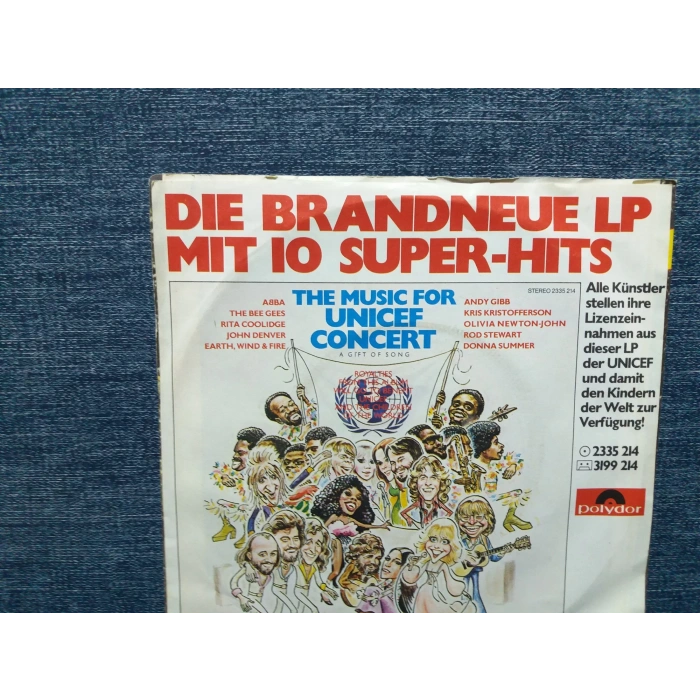 DIE BRANDNEUE LP
MIT 10 SUPER-HITS
STEREO 2335 214
ABBA
THE BEE GEES
RITA COOLIDGE
JOHN DENVER
EARTH, WIND & FIRE
THE MUSIC FOR
UNICEF
CONCERT
A GIFT OF SONG
ANDY GIBB
KRIS KRISTOFFERSON
OLIVIA NEWTON-JOHN
ROD STEWART
DONNA SUMMER
ROYALTIES
Alle Künstler
stellen ihre
Lizenzein-
nahmen aus
dieser LP
der UNICEF
und damit
den Kindern
der Welt zur
Verfügung!
2335 214
3199 214
polydor